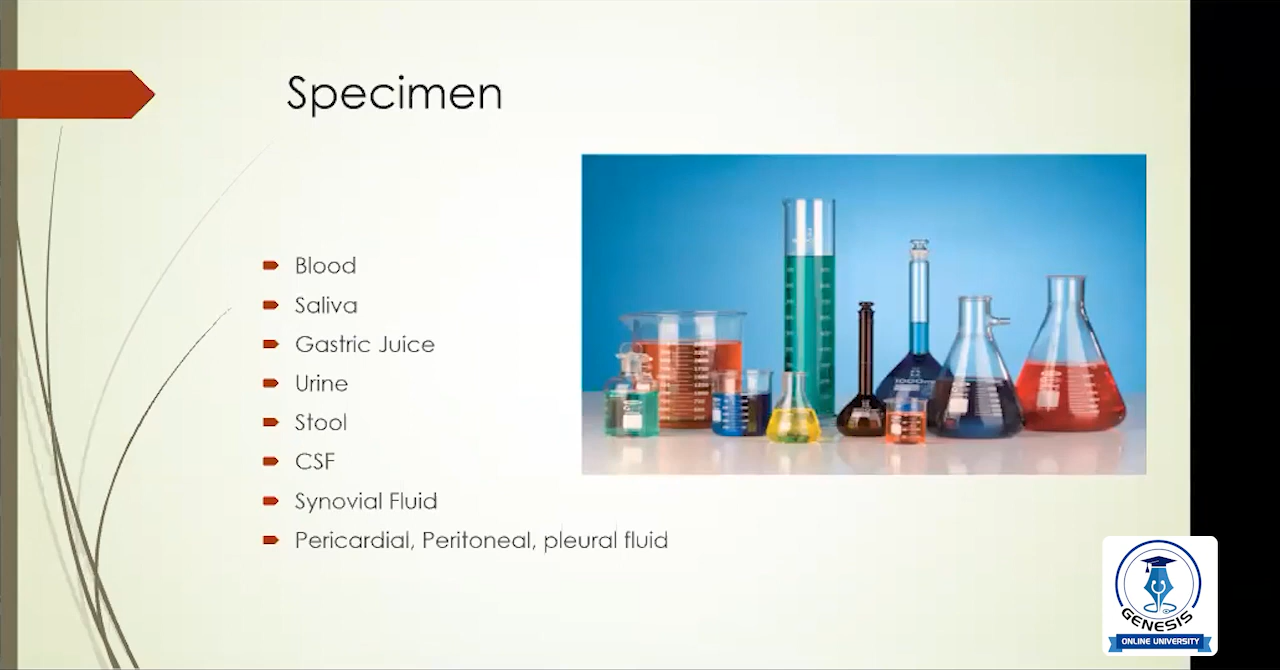 Specimen
Blood
Saliva
Gastric Juice
Urine
Stool
CSF
Synovial Fluid
Pericardial, Peritoneal, pleural fluid
GENESIS
ONLINE UNIVERSITY